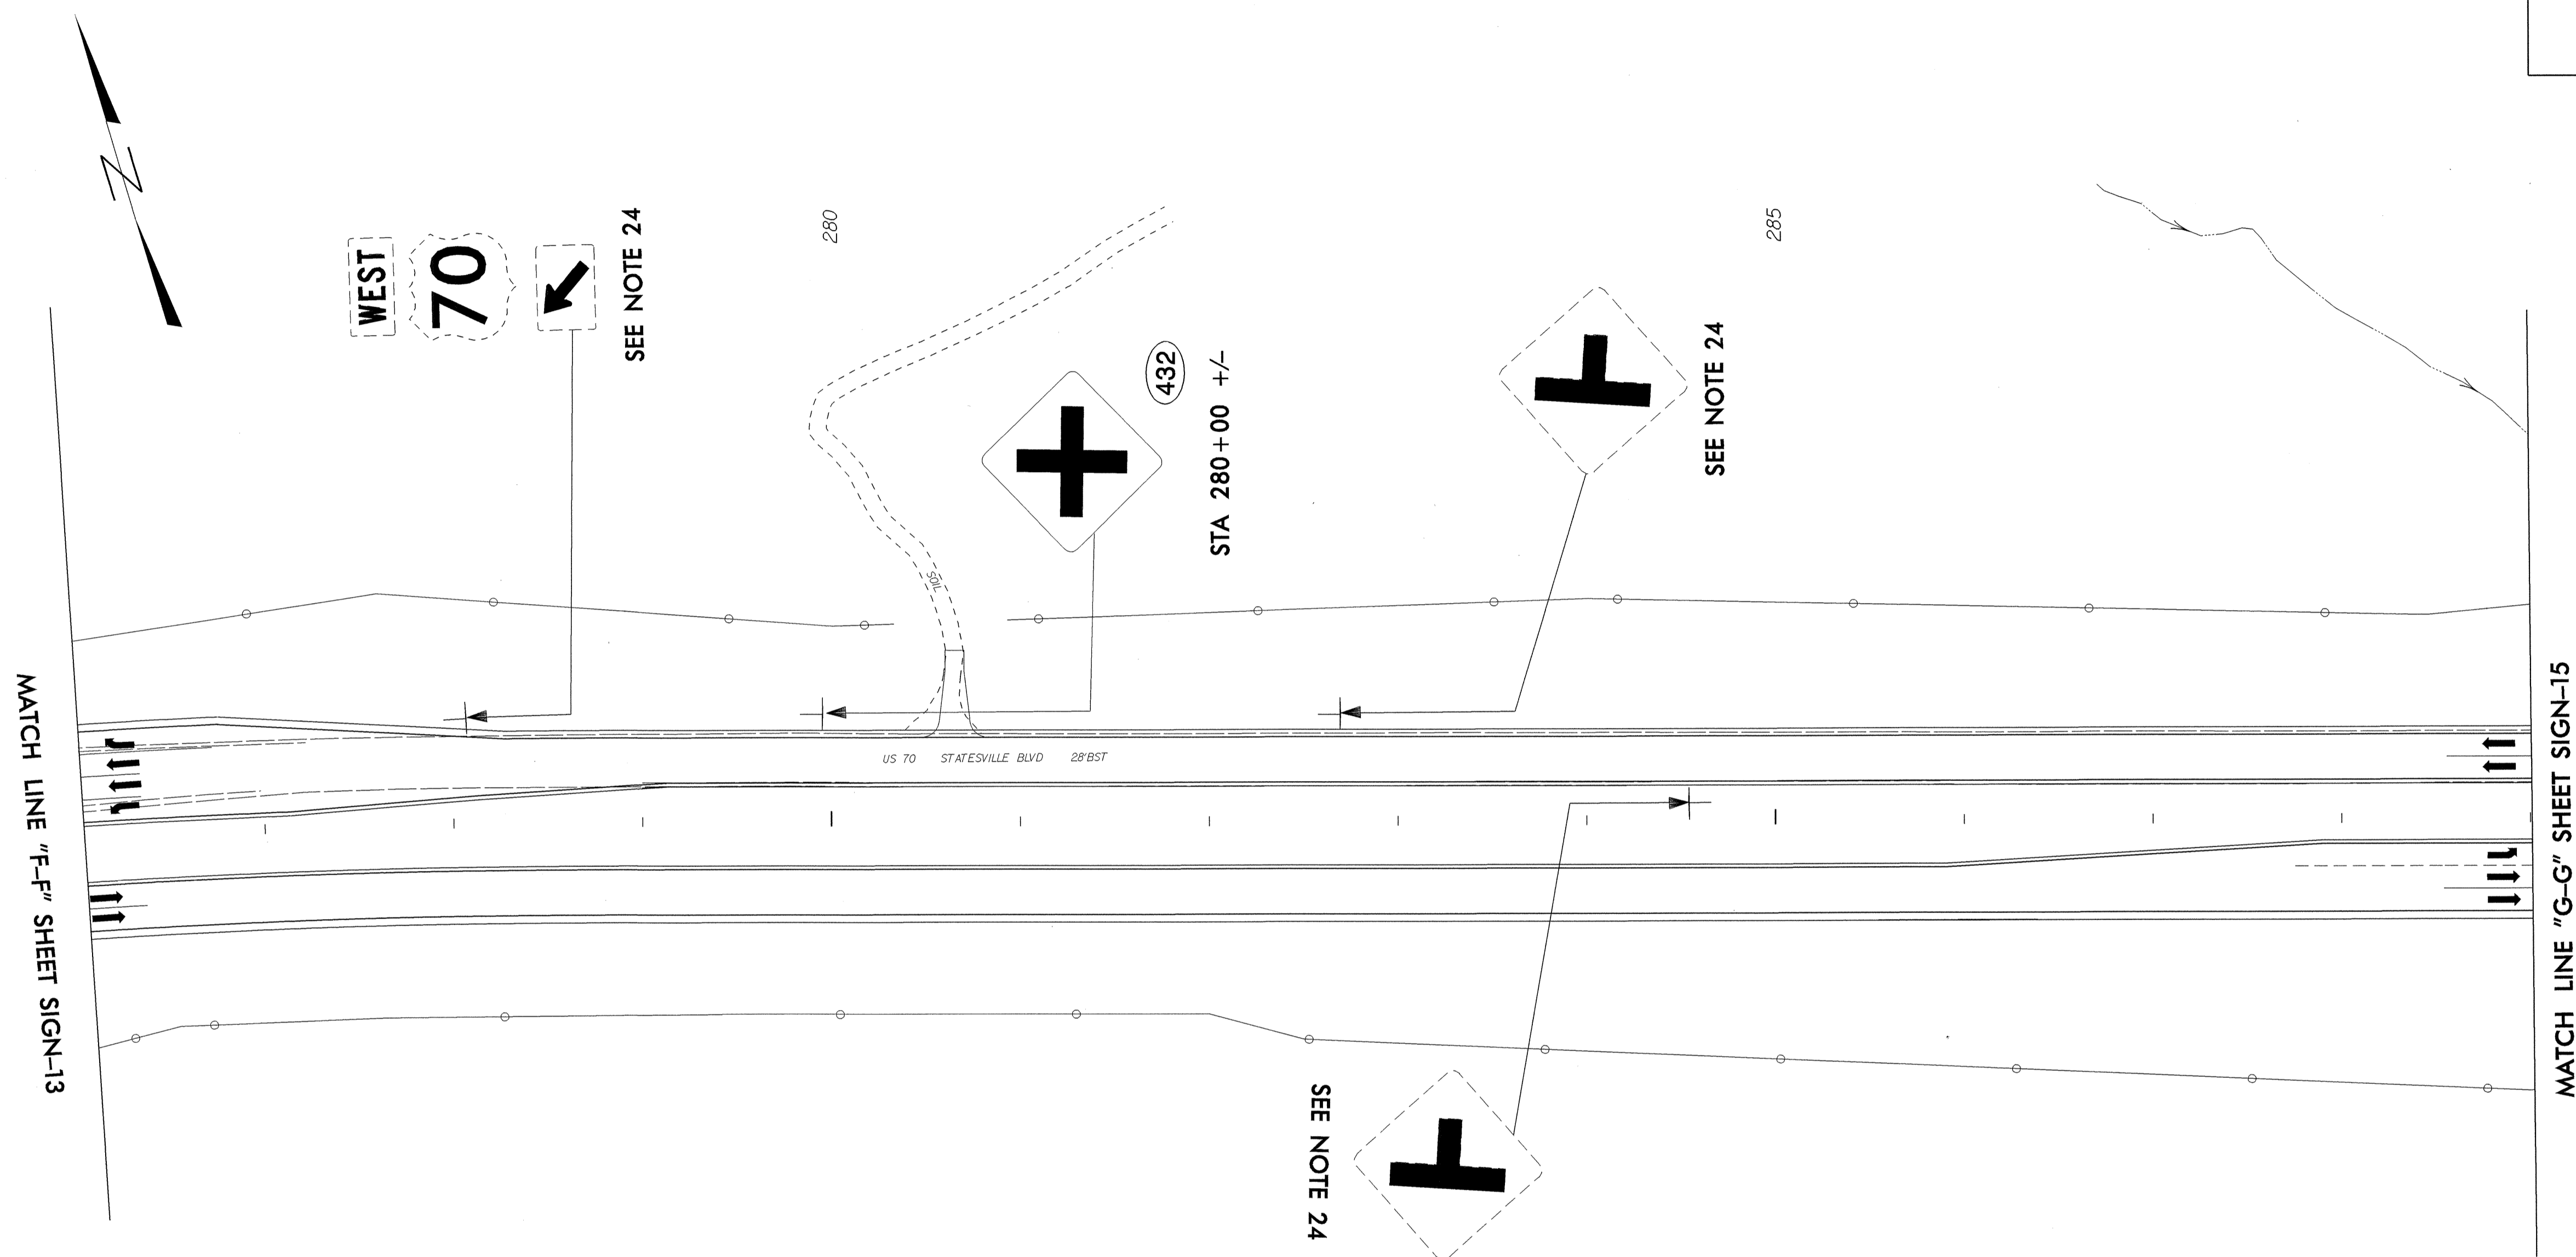 N
WEST
70
SEE NOTE 24
280
432
STA 280+00 +/-
SEE NOTE 24
285
SOIL
US 70 STATESVILLE BLVD 28'BST
MATCH LINE "F-F" SHEET SIGN-13
MATCH LINE "G-G" SHEET SIGN-15
SEE NOTE 24